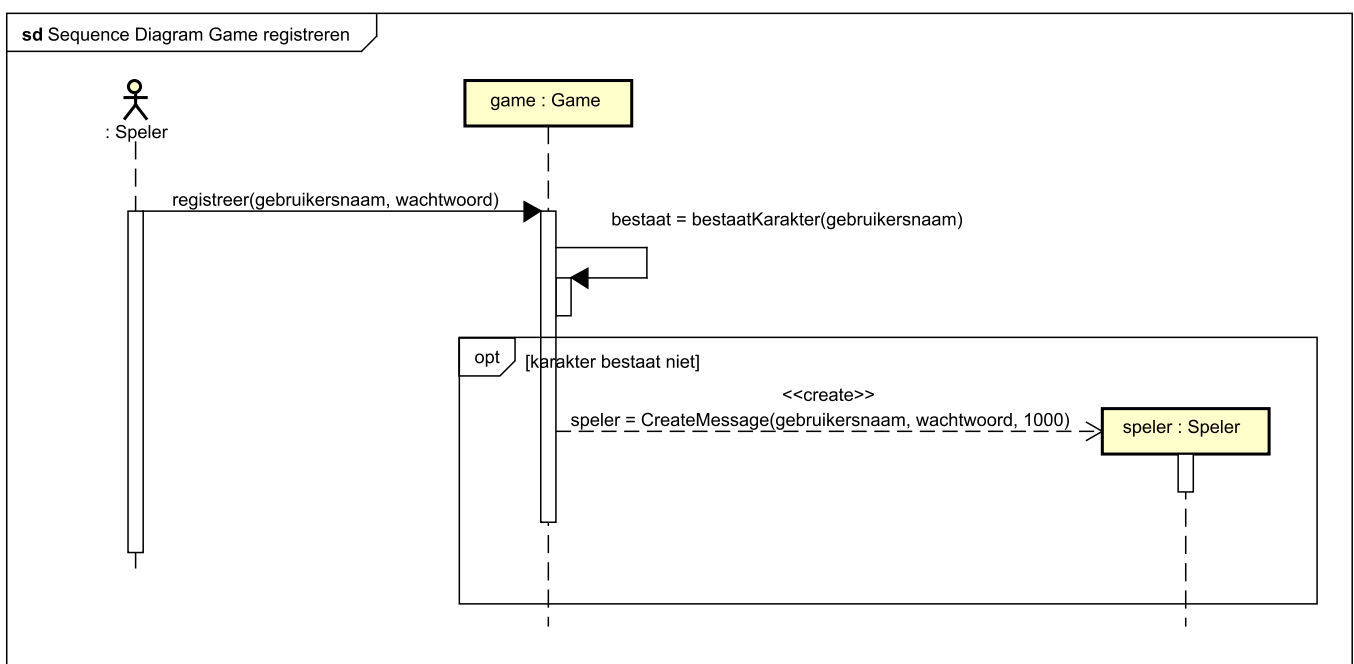 sd Sequence Diagram Game registreren
: Speler
game : Game
registreer(gebruikersnaam, wachtwoord)
bestaat = bestaatKarakter(gebruikersnaam)
opt
[karakter bestaat niet]
<<create>>
speler = CreateMessage(gebruikersnaam, wachtwoord, 1000)
speler : Speler